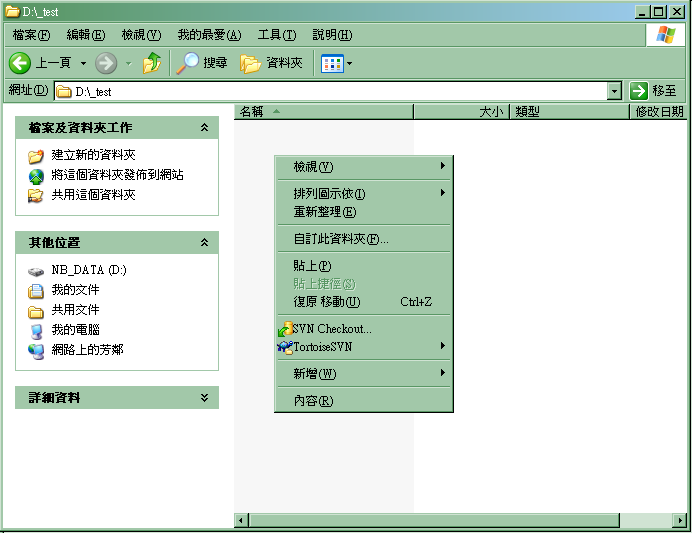 D:\_test
檔案(F) 編輯(E) 檢視(V) 我的最愛(A) 工具(T) 說明(H)
上一頁 搜尋 資料夾
網址(D) D:\_test 移至
檔案及資料夾工作
建立新的資料夾
將這個資料夾發佈到網站
共用這個資料夾
其他位置
NB_DATA (D:)
我的文件
共用文件
我的電腦
網路上的芳鄰
詳細資料
名稱 大小 類型 修改日期
檢視(V)
排列圖示依(I)
重新整理(E)
自訂此資料夾(F)...
貼上(P)
貼上捷徑(S)
復原 移動(U) Ctrl+Z
SVN Checkout...
TortoiseSVN
新增(W)
內容(R)